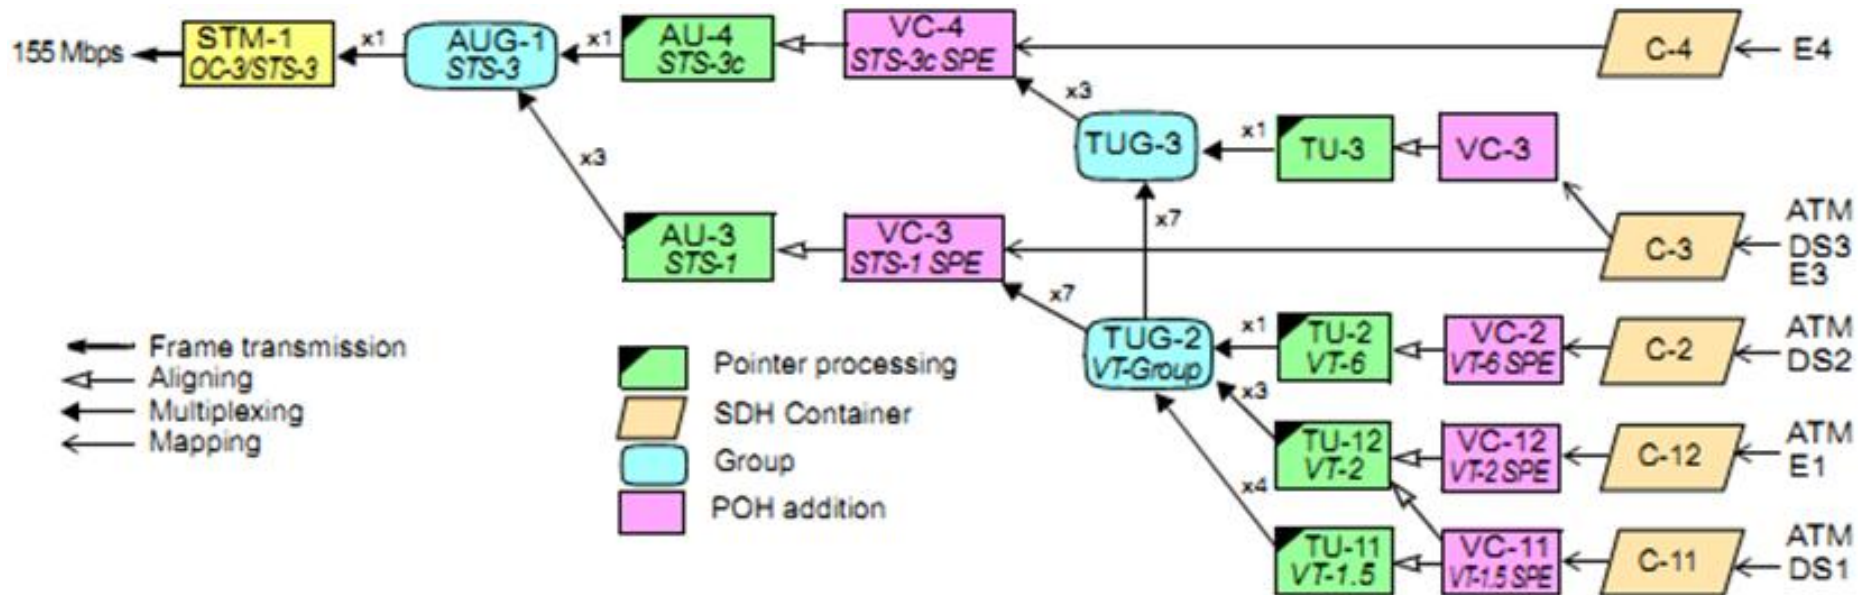 155 Mbps
STM-1
OC-3/STS-3
x1
AUG-1
STS-3
x1
AU-4
STS-3c
VC-4
STS-3c SPE
C-4
E4
x3
TUG-3
x1
TU-3
VC-3
x3
x7
AU-3
STS-1
VC-3
STS-1 SPE
C-3
ATM
DS3
E3
x7
TUG-2
VT-Group
x1
TU-2
VT-6
VC-2
VT-6 SPE
C-2
ATM
DS2
x3
TU-12
VT-2
VC-12
VT-2 SPE
C-12
ATM
E1
x4
TU-11
VT-1.5
VC-11
VT-1.5 SPE
C-11
ATM
DS1
Frame transmission
Aligning
Multiplexing
Mapping
Pointer processing
SDH Container
Group
POH addition